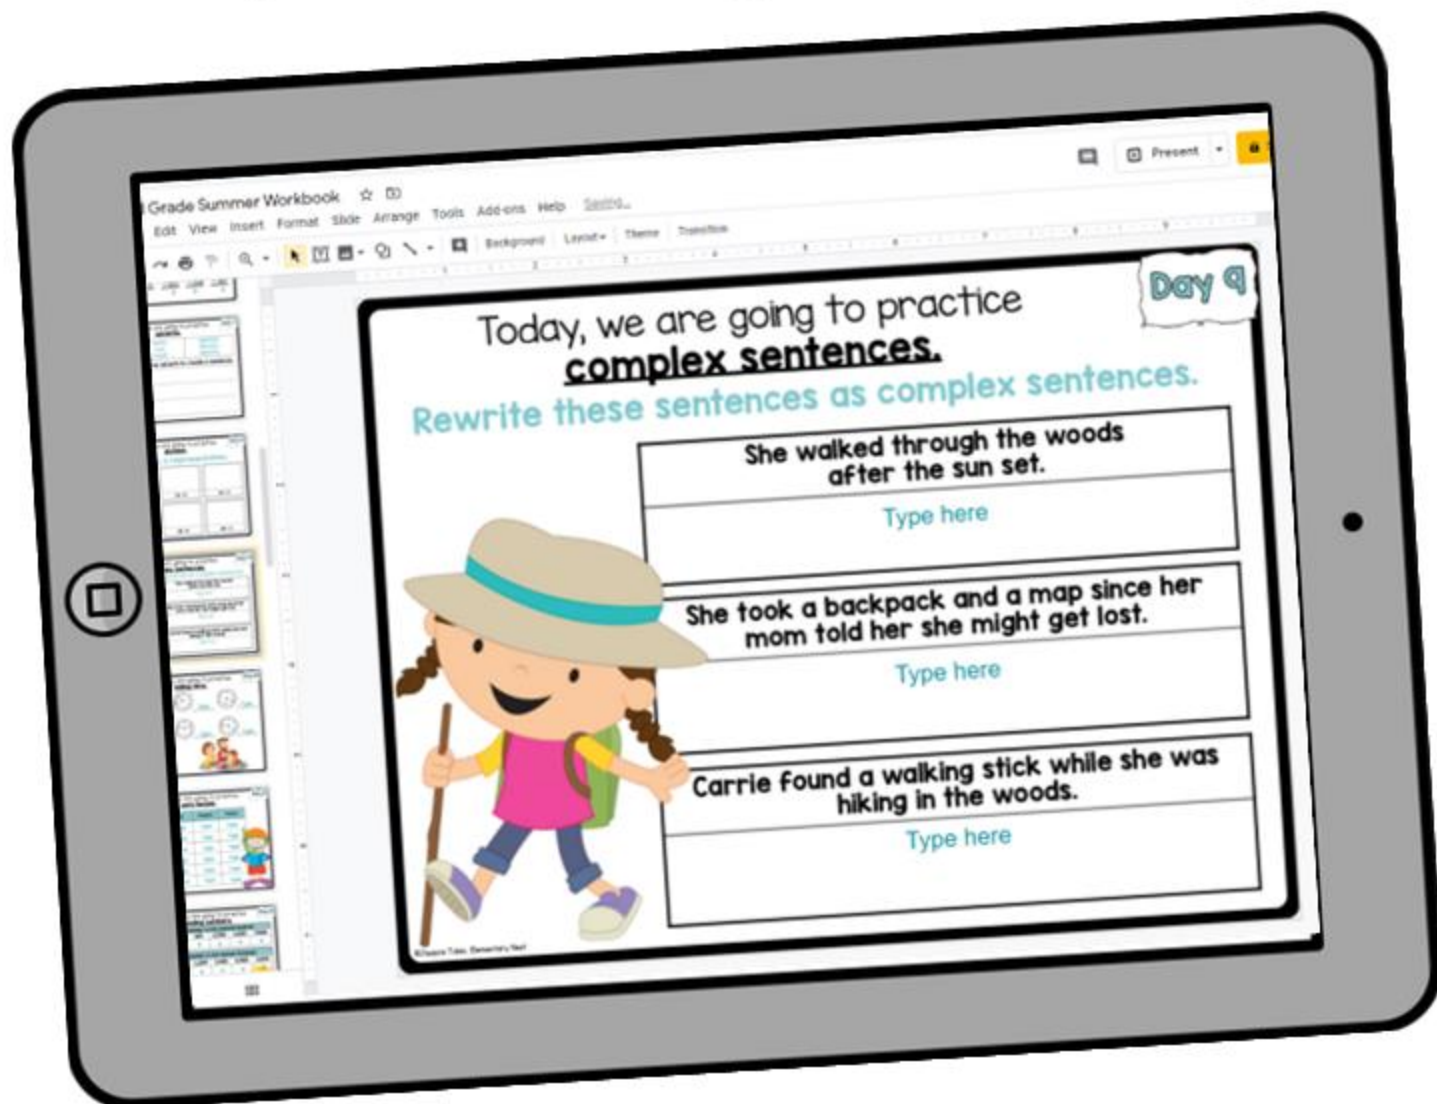 Grade Summer Workbook
Present
Edit View Insert Format Slide Arrange Tools Add-ons Help Saving...
Background Layout Theme Transition
Day 9
Today, we are going to practice
complex sentences.
Rewrite these sentences as complex sentences.
She walked through the woods
after the sun set.
Type here
She took a backpack and a map since her
mom told her she might get lost.
Type here
Carrie found a walking stick while she was
hiking in the woods.
Type here